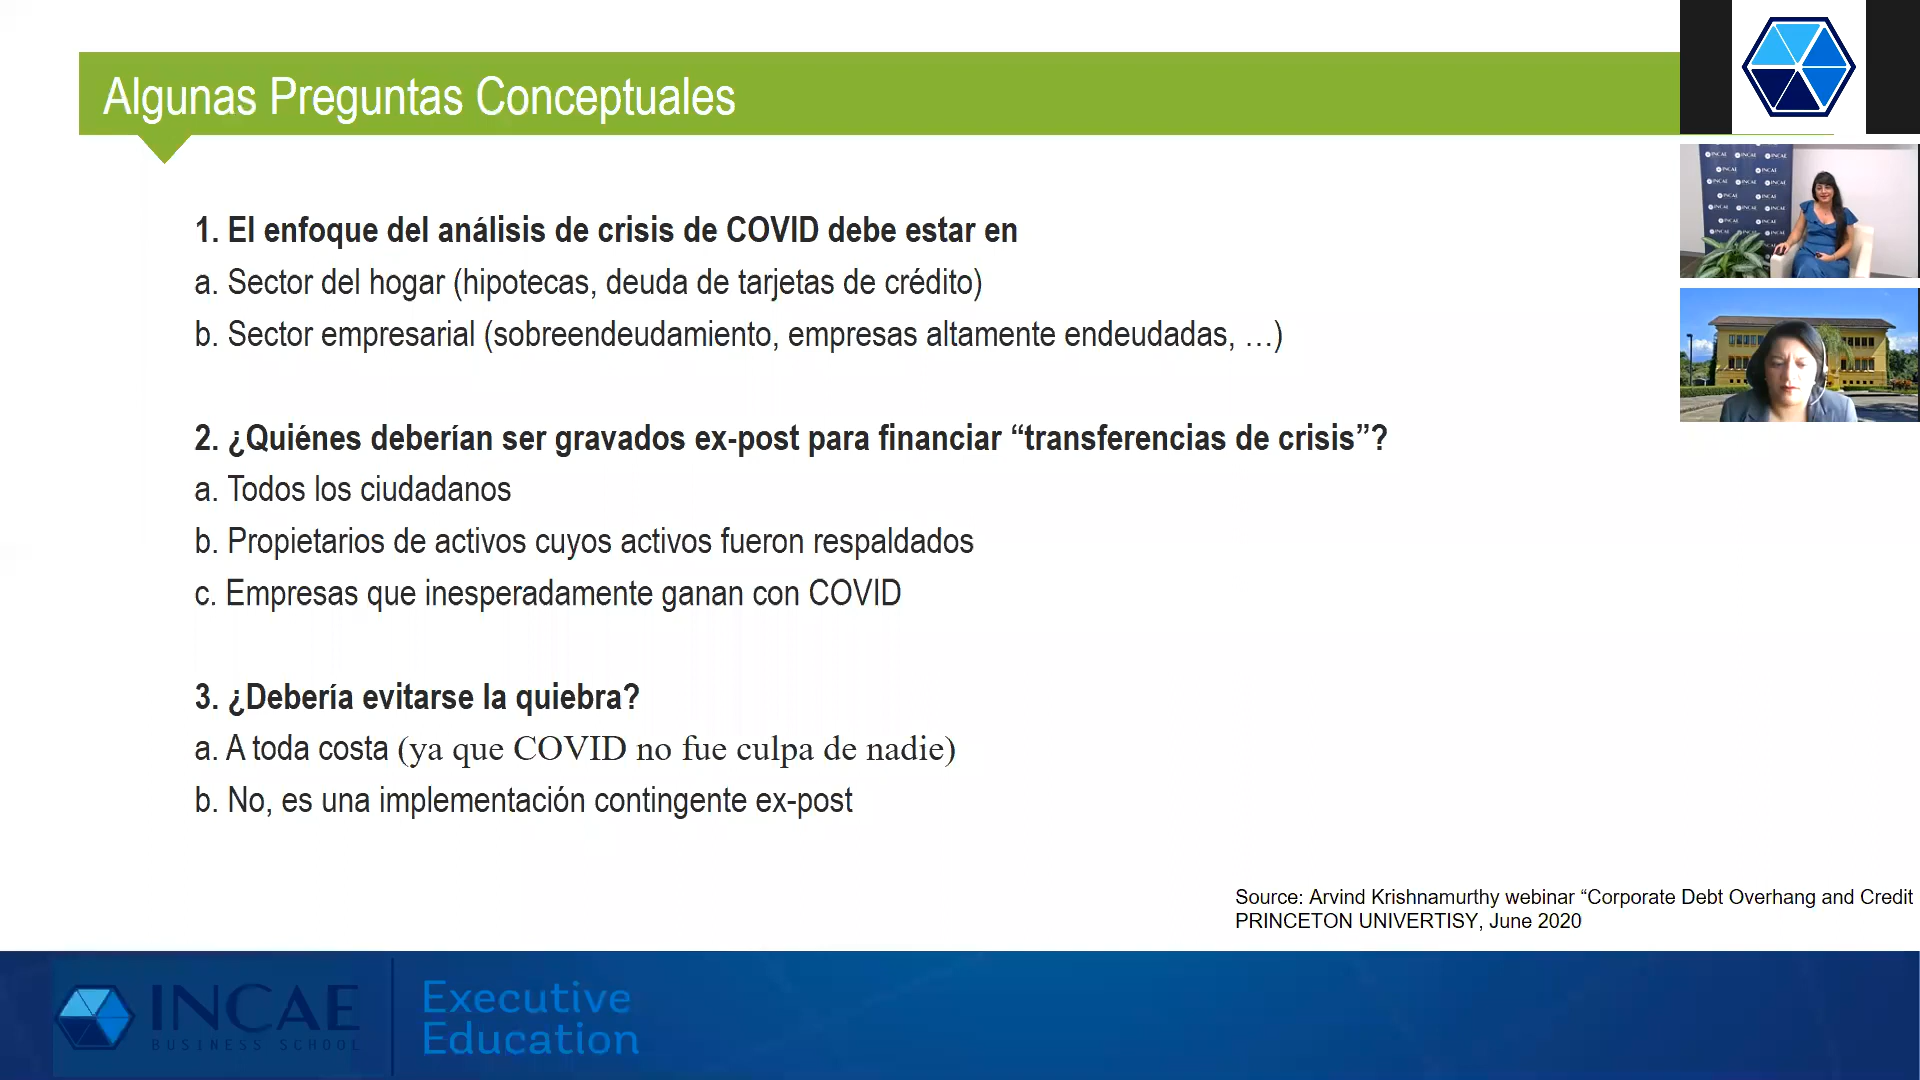 Algunas Preguntas Conceptuales
1. El enfoque del análisis de crisis de COVID debe estar en
a. Sector del hogar (hipotecas, deuda de tarjetas de crédito)
b. Sector empresarial (sobreendeudamiento, empresas altamente endeudadas, …)
2. ¿Quiénes deberían ser gravados ex-post para financiar “transferencias de crisis”?
a. Todos los ciudadanos
b. Propietarios de activos cuyos activos fueron respaldados
c. Empresas que inesperadamente ganan con COVID
3. ¿Debería evitarse la quiebra?
a. A toda costa (ya que COVID no fue culpa de nadie)
b. No, es una implementación contingente ex-post
Source: Arvind Krishnamurthy webinar “Corporate Debt Overhang and Credit
PRINCETON UNIVERTISY, June 2020
INCAE
BUSINESS SCHOOL
Executive
Education